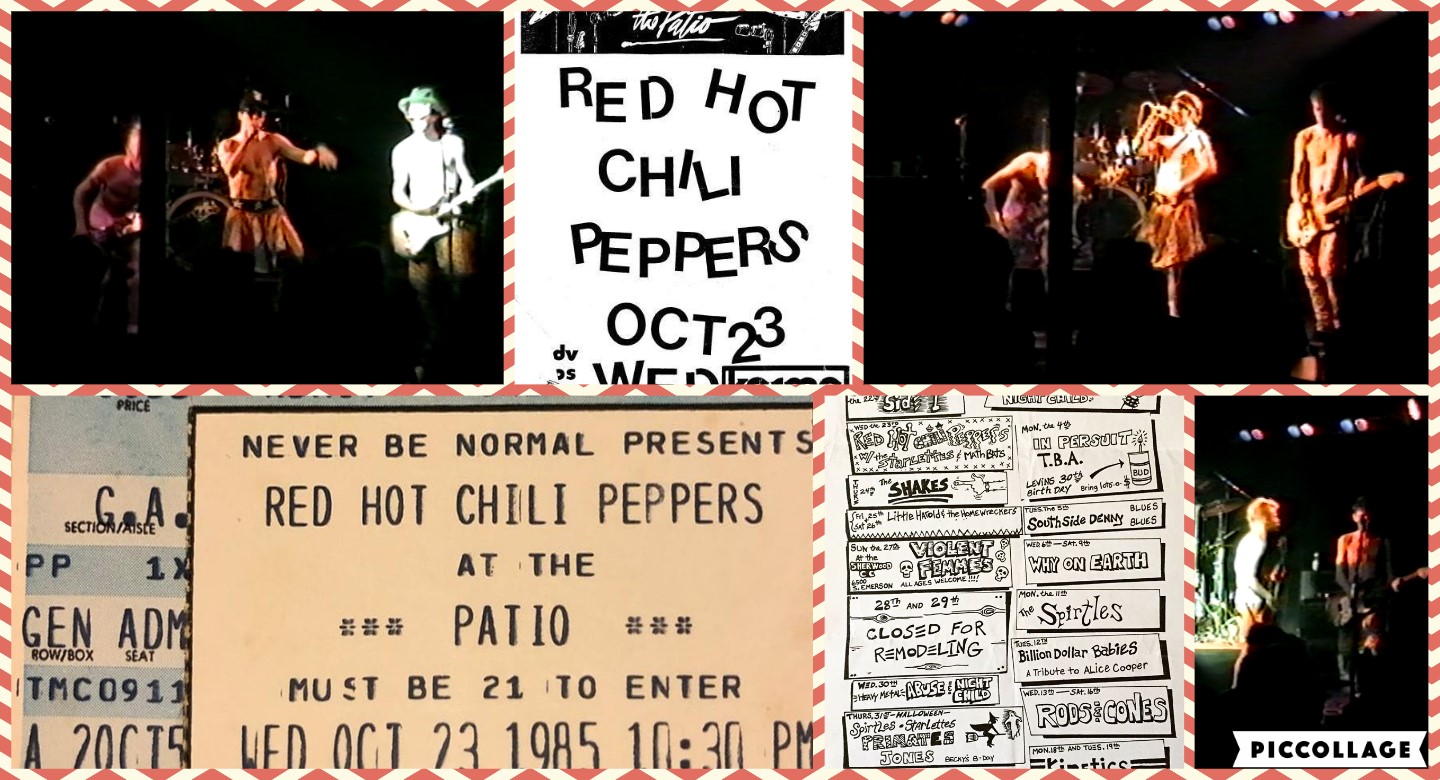 the Patio
RED HOT
CHILI
PEPPERS
OCT 23
WED
PRICE
G.A.
SECTION/AISLE
PP 1X
GEN ADM
ROW/BOX SEAT
TMC0911
A 20CT5
NEVER BE NORMAL PRESENTS
RED HOT CHILI PEPPERS
AT THE
*** PATIO ***
MUST BE 21 TO ENTER
WED OCT 23 1985 10:30 PM
the 22nd Side 1
WED the 23rd
RED HOT CHILI PEPPERS
W/ the STARLETTES & Math Bats
THURS 24th The SHAKES
Fri. 25th Sat 26th Little Harold & the Homewreckers
SUN the 27th
At the
SHERWOOD
CC
6500
S. EMERSON
VIOLENT
FEMMES
ALL AGES WELCOME!!!!
28th AND 29th
CLOSED FOR
REMODELING
WED. 30th
HEAVY METAL ABUSE & NIGHT CHILD
THURS, 31st -HALLOWEEN-
Spirtles • Starlettes
PRIMATES
JONES BECKY'S B-DAY
NIGHT CHILD
MON. the 4th
IN PERSUIT
T.B.A.
LEVING 30th
Birth DAY Bring lots-o-
BUD
TUES. the 5th
SouthSide DENNY BLUES
BLUES
WED 6th — SAT. 9th
WHY ON EARTH
MON. the 11th
The Spirtles
TUES. 12th
Billion Dollar Babies
A Tribute to ALice Cooper
WED. 13th — SAT. 16th
RODS and CONES
MON. 18th AND TUES. 19th
Kinetics
PICCOLLAGE